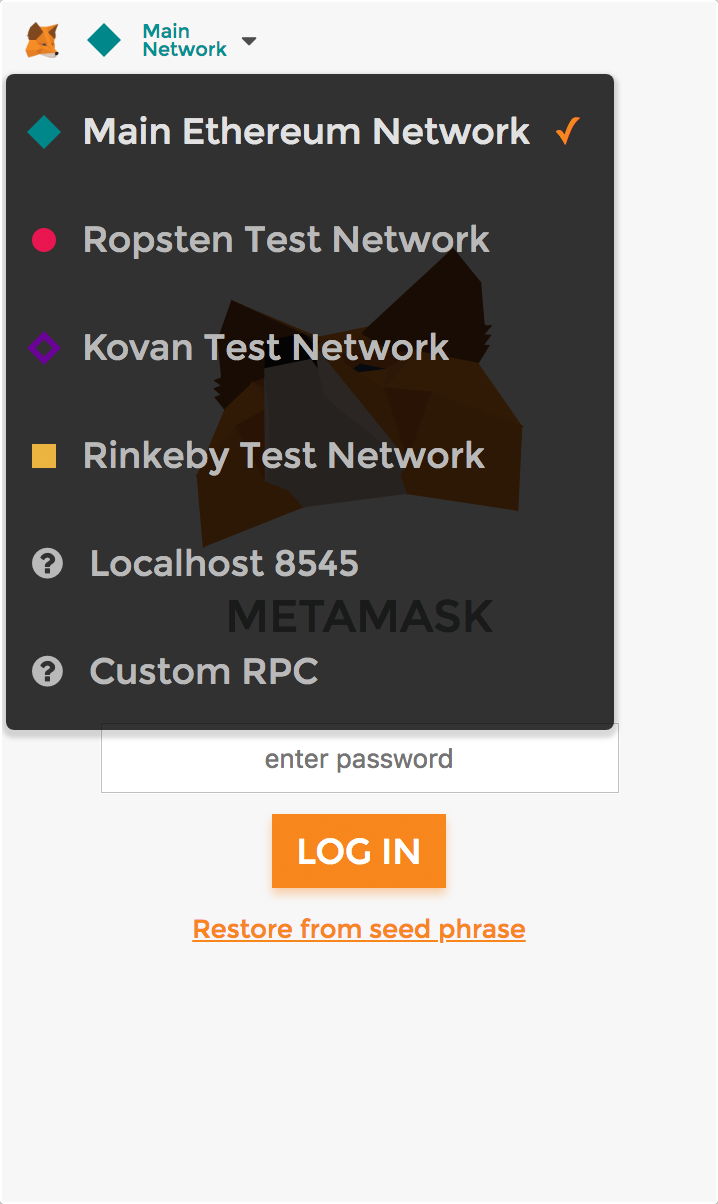 Main
Network
Main Ethereum Network
Ropsten Test Network
Kovan Test Network
Rinkeby Test Network
Localhost 8545
METAMASK
Custom RPC
enter password
LOG IN
Restore from seed phrase